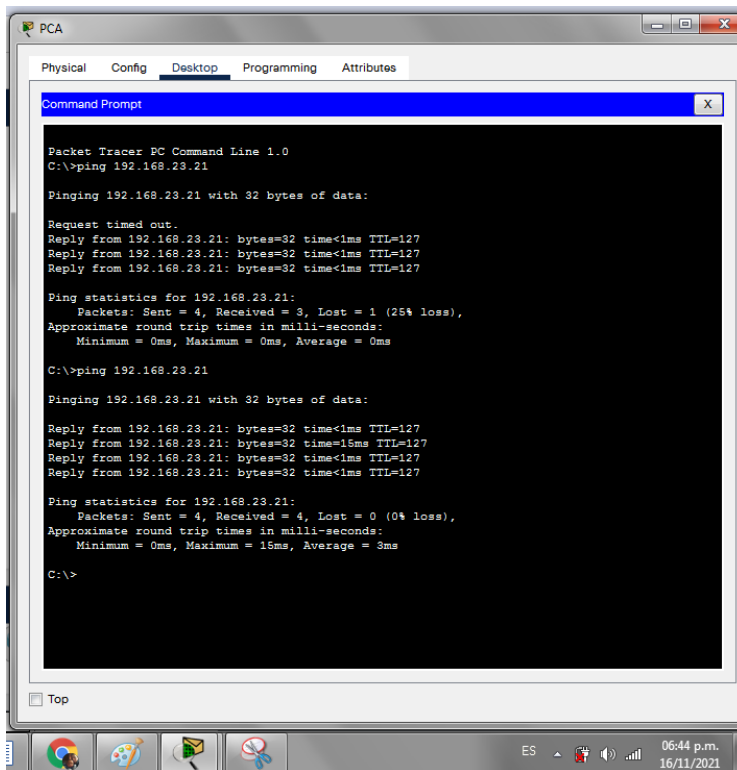 PCA
Physical Config Desktop Programming Attributes
Command Prompt
X
Packet Tracer PC Command Line 1.0
C:\>ping 192.168.23.21
Pinging 192.168.23.21 with 32 bytes of data:
Request timed out.
Reply from 192.168.23.21: bytes=32 time<1ms TTL=127
Reply from 192.168.23.21: bytes=32 time<1ms TTL=127
Reply from 192.168.23.21: bytes=32 time<1ms TTL=127
Ping statistics for 192.168.23.21:
Packets: Sent = 4, Received = 3, Lost = 1 (25% loss),
Approximate round trip times in milli-seconds:
Minimum = 0ms, Maximum = 0ms, Average = 0ms
C:\>ping 192.168.23.21
Pinging 192.168.23.21 with 32 bytes of data:
Reply from 192.168.23.21: bytes=32 time<1ms TTL=127
Reply from 192.168.23.21: bytes=32 time=15ms TTL=127
Reply from 192.168.23.21: bytes=32 time<1ms TTL=127
Reply from 192.168.23.21: bytes=32 time<1ms TTL=127
Ping statistics for 192.168.23.21:
Packets: Sent = 4, Received = 4, Lost = 0 (0% loss),
Approximate round trip times in milli-seconds:
Minimum = 0ms, Maximum = 15ms, Average = 3ms
C:\>
Top
ES
06:44 p.m.
16/11/2021